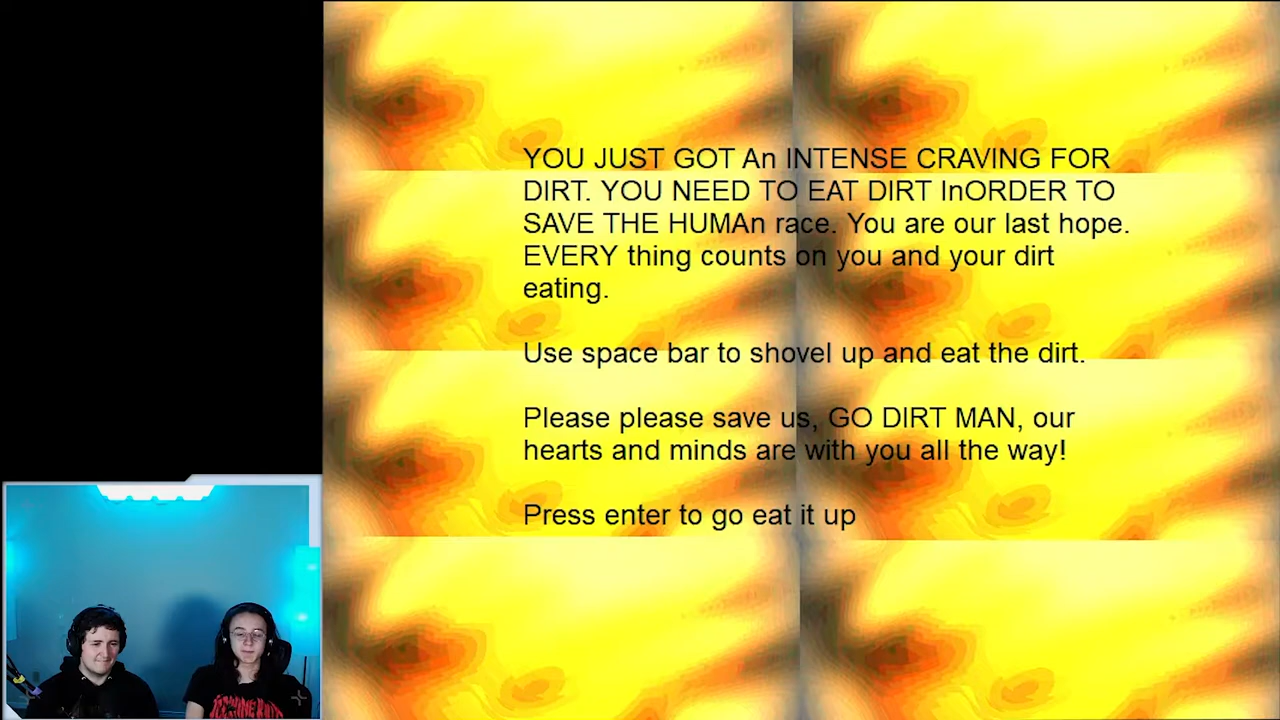 YOU JUST GOT An INTENSE CRAVING FOR
DIRT. YOU NEED TO EAT DIRT InORDER TO
SAVE THE HUMAn race. You are our last hope.
EVERY thing counts on you and your dirt
eating.
Use space bar to shovel up and eat the dirt.
Please please save us, GO DIRT MAN, our
hearts and minds are with you all the way!
Press enter to go eat it up